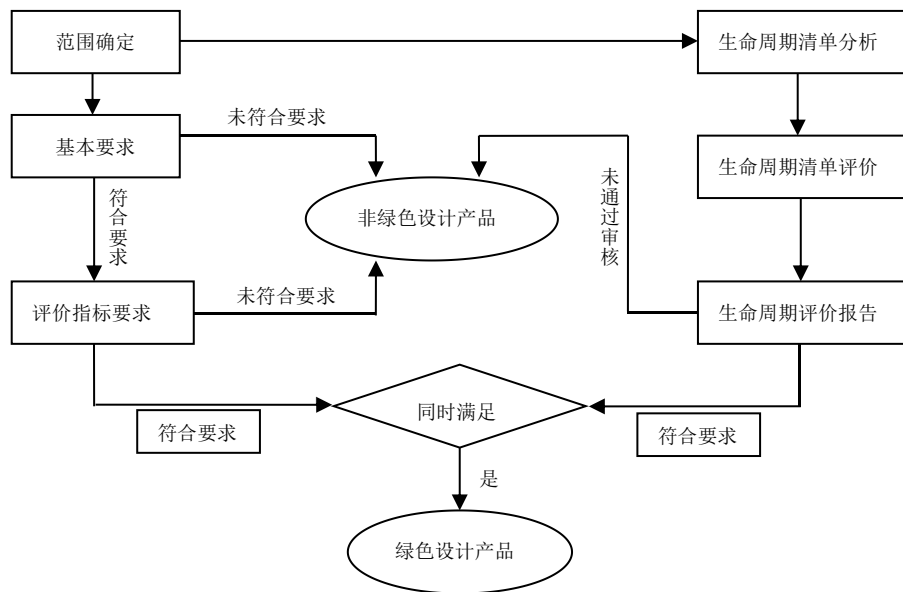 范围确定
生命周期清单分析
未符合要求
基本要求
生命周期清单评价
符合要求
未通过审核
非绿色设计产品
未符合要求
评价指标要求
生命周期评价报告
同时满足
符合要求
符合要求
是
绿色设计产品